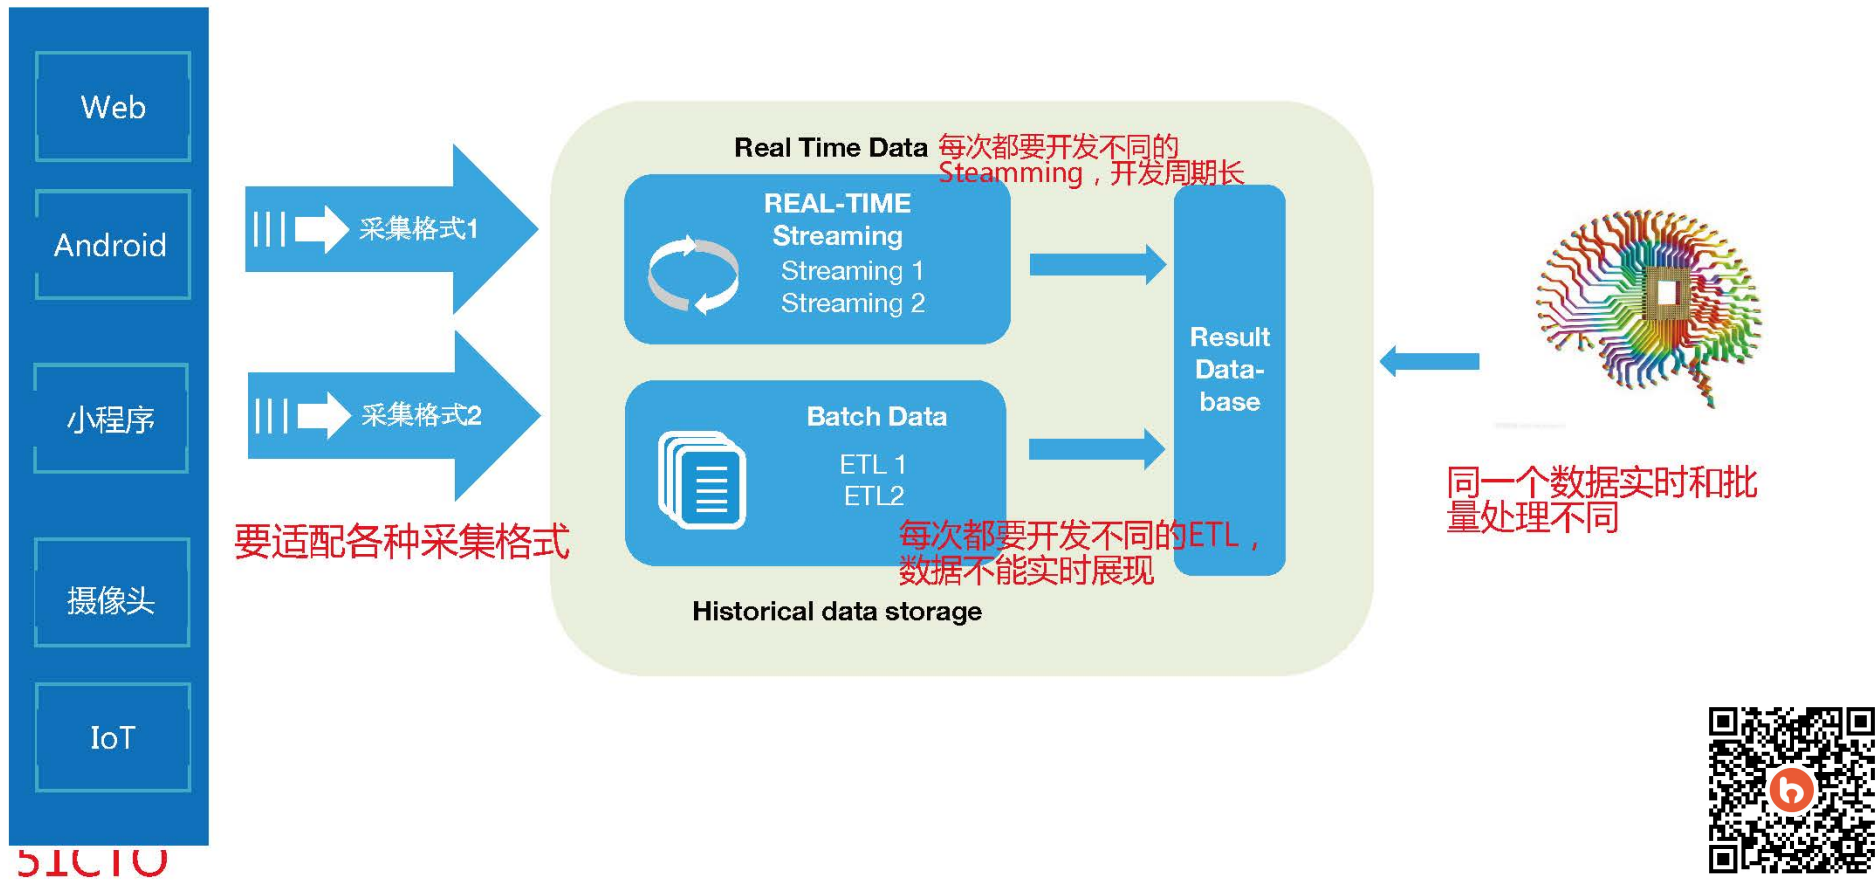 Web
Android
小程序
摄像头
IoT
51CTO
采集格式1
采集格式2
要适配各种采集格式
Real Time Data
每次都要开发不同的
Steamming，开发周期长
REAL-TIME
Streaming
Streaming 1
Streaming 2
Batch Data
ETL 1
ETL2
每次都要开发不同的ETL，
数据不能实时展现
Historical data storage
Result
Data-
base
同一个数据实时和批
量处理不同